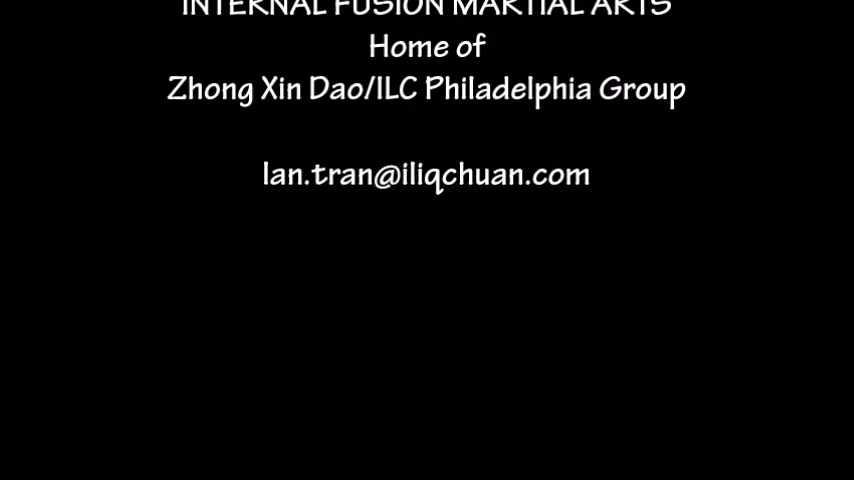 INTERNAL FUSION MARTIAL ARTS
Home of
Zhong Xin Dao/ILC Philadelphia Group
lan.tran@iliqchuan.com